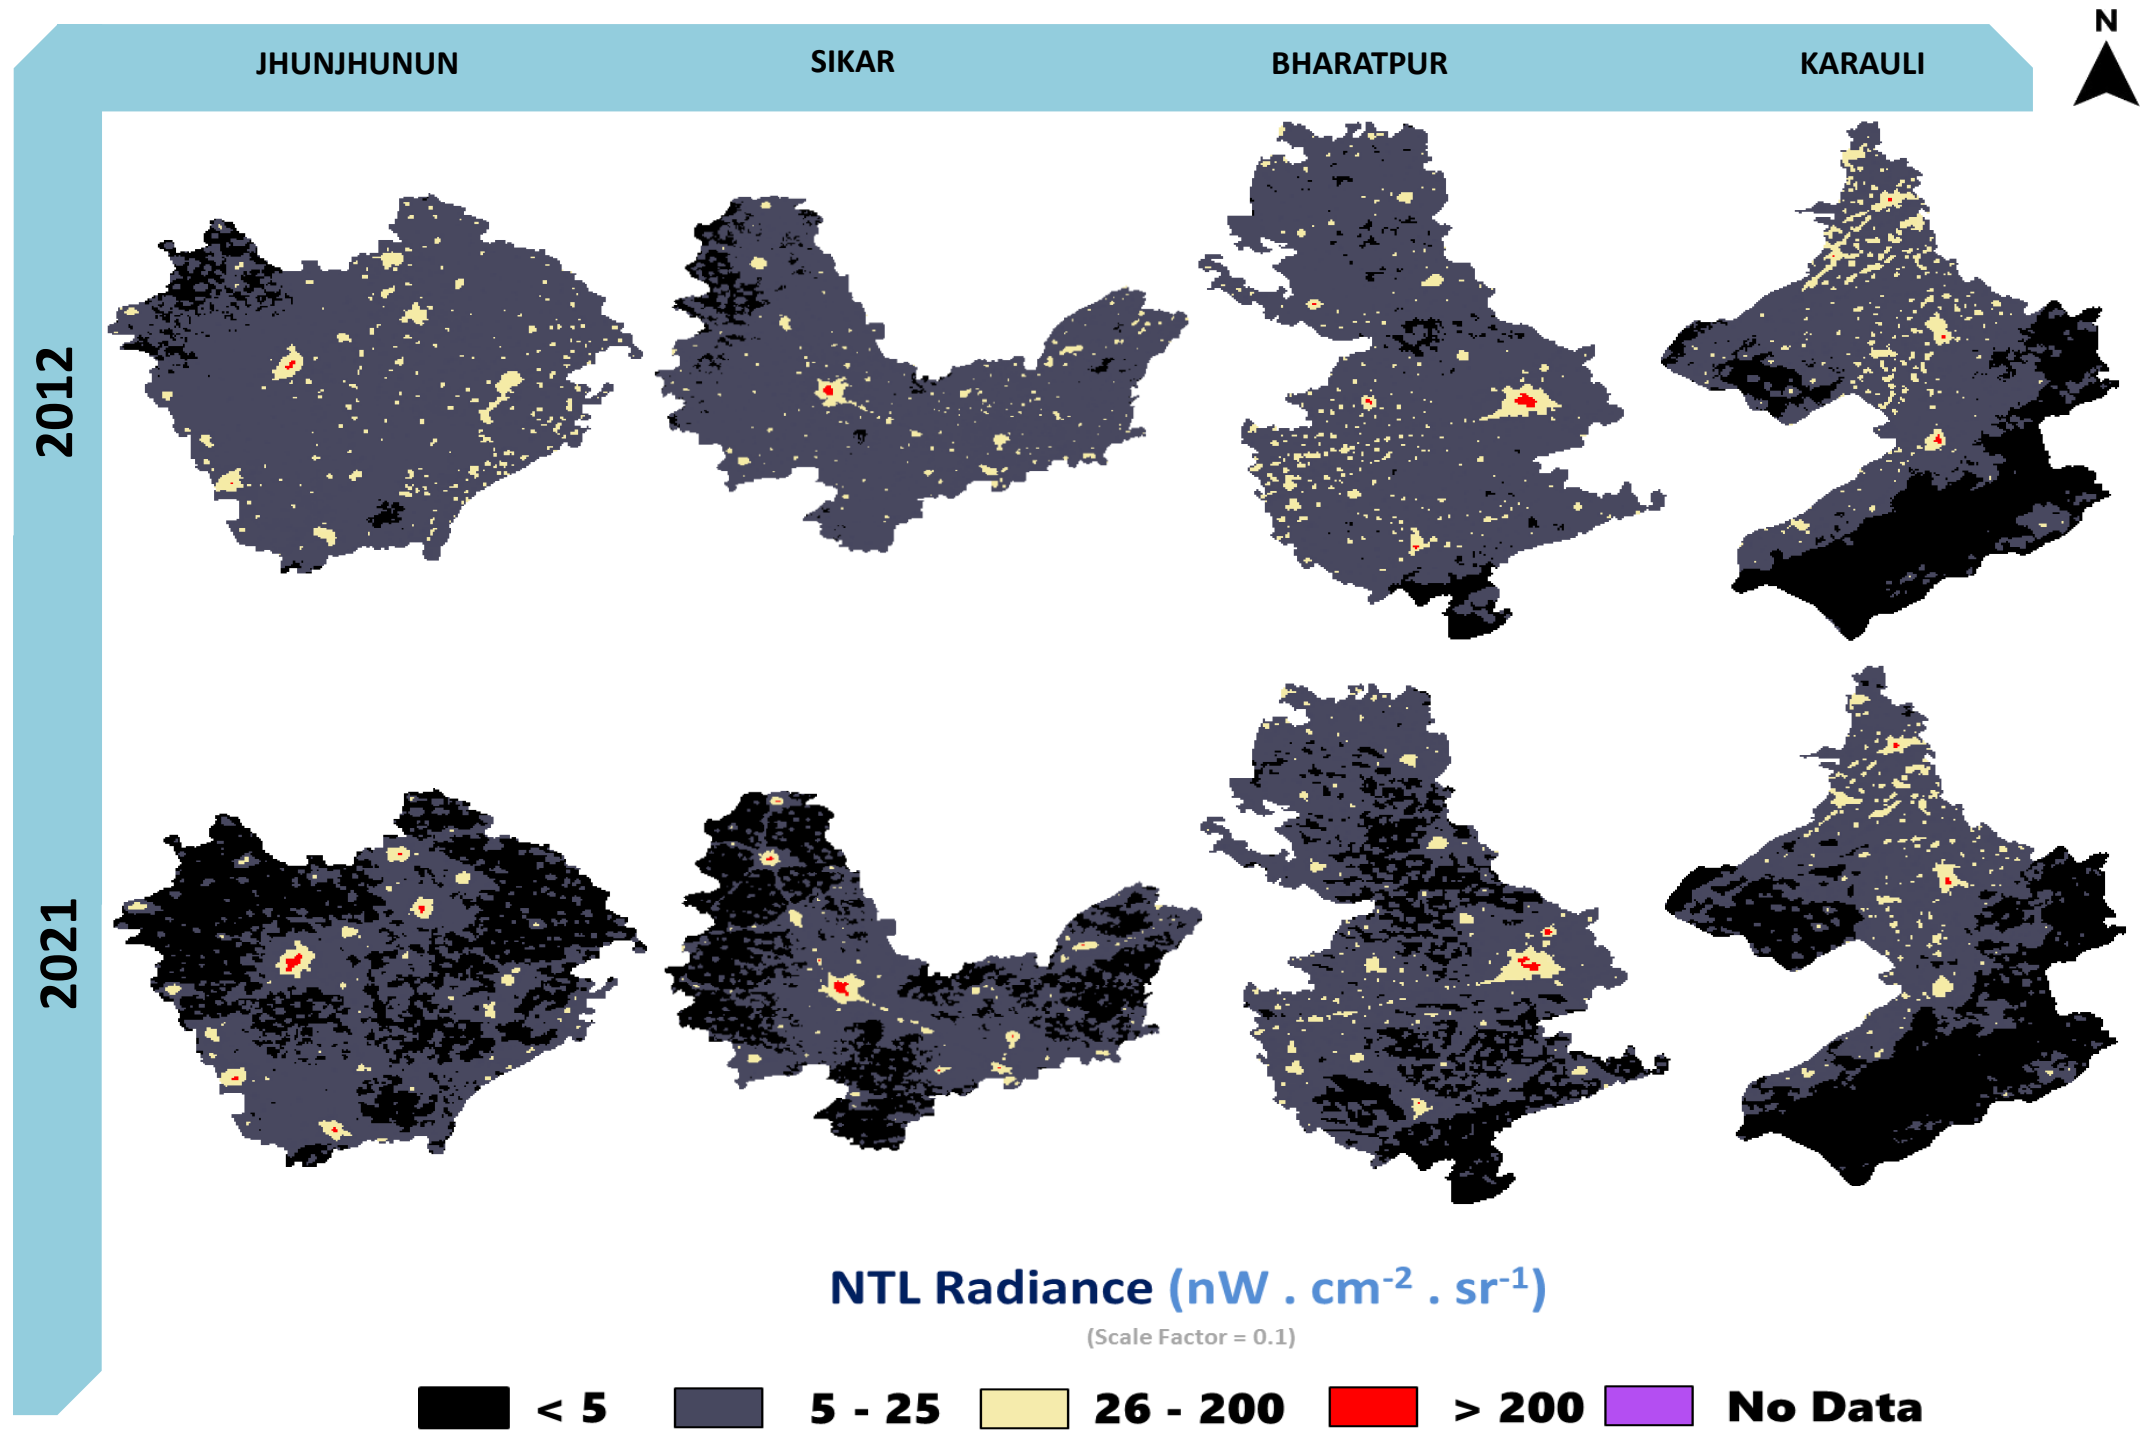 N
JHUNJHUNUN
SIKAR
BHARATPUR
KARAULI
2012
2021
NTL Radiance (nW . cm⁻² . sr⁻¹)
(Scale Factor = 0.1)
< 5
5 - 25
26 - 200
> 200
No Data